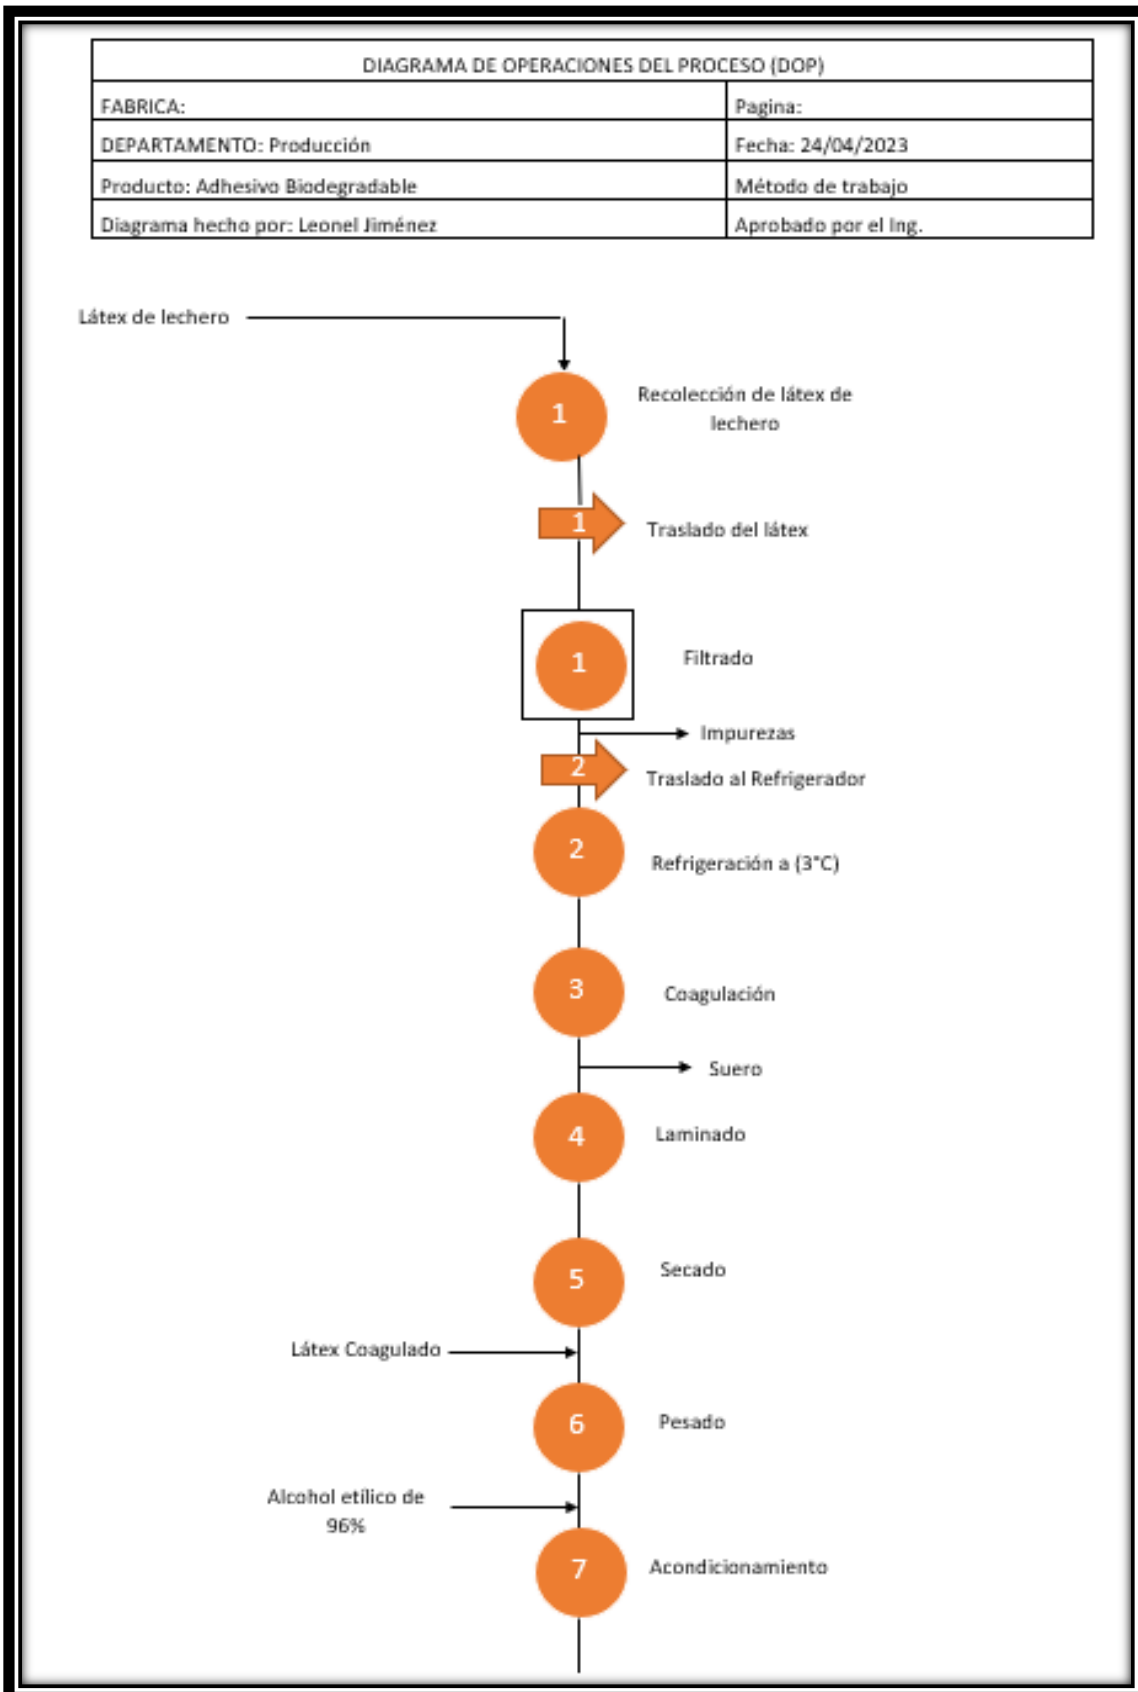 DIAGRAMA DE OPERACIONES DEL PROCESO (DOP)
FABRICA:
Pagina:
DEPARTAMENTO: Producción
Fecha: 24/04/2023
Producto: Adhesivo Biodegradable
Método de trabajo
Diagrama hecho por: Leonel Jiménez
Aprobado por el Ing.
Látex de lechero
1
Recolección de látex de
lechero
1
Traslado del látex
1
Filtrado
Impurezas
2
Traslado al Refrigerador
2
Refrigeración a (3°C)
3
Coagulación
Suero
4
Laminado
5
Secado
Látex Coagulado
6
Pesado
Alcohol etílico de
96%
7
Acondicionamiento